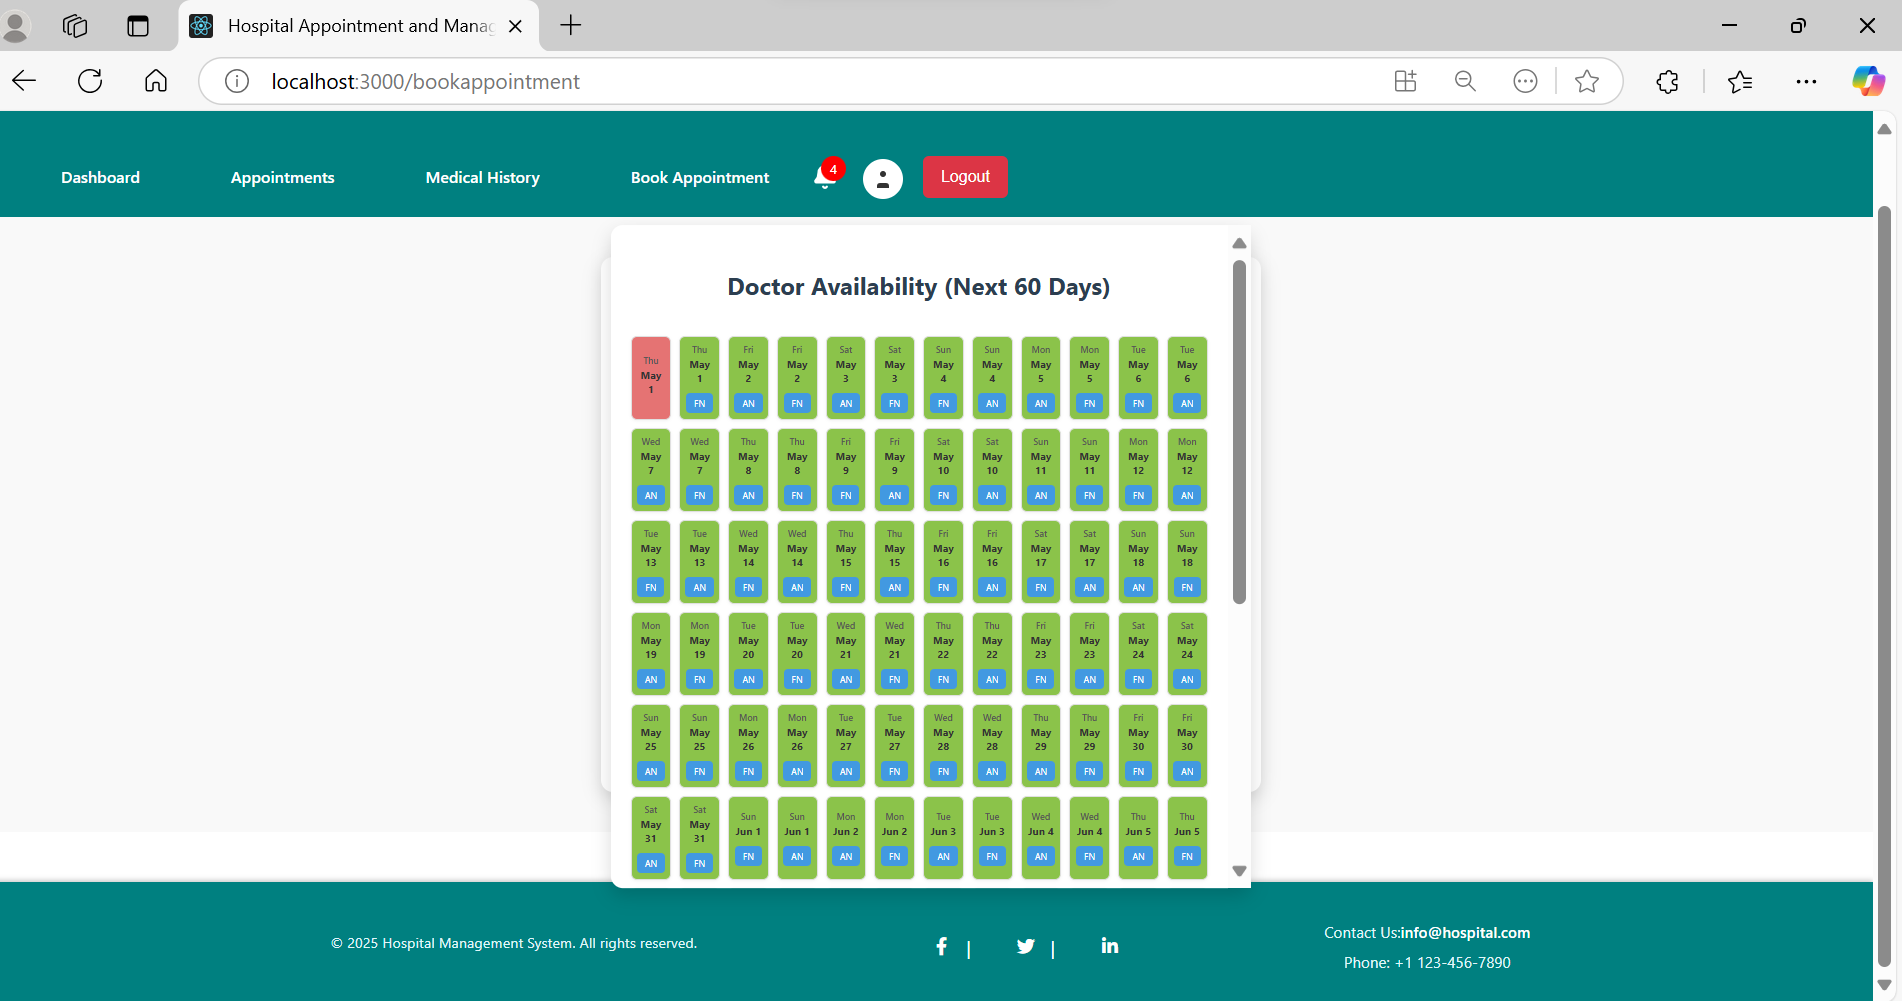 Hospital Appointment and Manag
localhost:3000/bookappointment
Dashboard Appointments Medical History Book Appointment 4 Logout
Doctor Availability (Next 60 Days)
Thu Thu Fri Fri Sat Sat Sun Sun Mon Mon Tue Tue
May May May May May May May May May May May May
1 1 2 2 3 3 4 4 5 5 6 6
FN AN FN AN FN FN AN AN FN FN AN
Wed Wed Thu Thu Fri Fri Sat Sat Sun Sun Mon Mon
May May May May May May May May May May May May
7 7 8 8 9 9 10 10 11 11 12 12
AN FN AN FN FN AN FN AN AN FN FN AN
Tue Tue Wed Wed Thu Thu Fri Fri Sat Sat Sun Sun
May May May May May May May May May May May May
13 13 14 14 15 15 16 16 17 17 18 18
FN AN FN AN FN AN FN AN FN AN AN FN
Mon Mon Tue Tue Wed Wed Thu Thu Fri Fri Sat Sat
May May May May May May May May May May May May
19 19 20 20 21 21 22 22 23 23 24 24
AN FN AN FN AN FN FN AN FN AN FN AN
Sun Sun Mon Mon Tue Tue Wed Wed Thu Thu Fri Fri
May May May May May May May May May May May May
25 25 26 26 27 27 28 28 29 29 30 30
AN FN FN AN AN FN FN AN AN FN FN AN
Sat Sat Sun Sun Mon Mon Tue Tue Wed Wed Thu Thu
May May Jun 1 Jun 1 Jun 2 Jun 2 Jun 3 Jun 3 Jun 4 Jun 4 Jun 5 Jun 5
31 31
AN FN FN AN AN FN AN FN AN FN AN FN
© 2025 Hospital Management System. All rights reserved.
| |
Contact Us:info@hospital.com
Phone: +1 123-456-7890